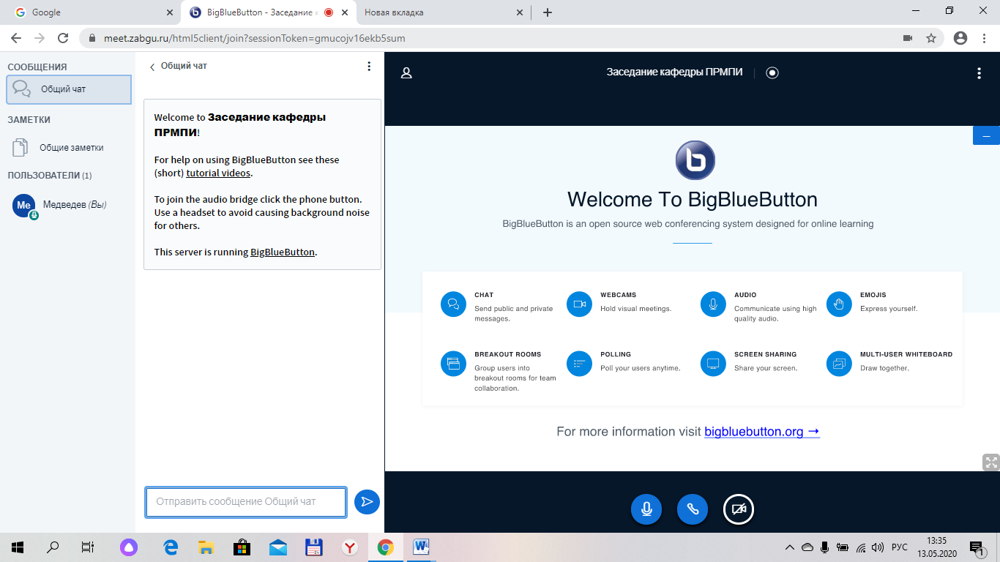 Google
BigBlueButton - Заседание к
Новая вкладка
meet.zabgu.ru/html5client/join?sessionToken=gmucojv16ekb5sum
СООБЩЕНИЯ
Общий чат
ЗАМЕТКИ
Общие заметки
ПОЛЬЗОВАТЕЛИ (1)
Ме
Медведев (Вы)
Общий чат
Welcome to Заседание кафедры
ПРМПИ!
For help on using BigBlueButton see these
(short) tutorial videos.
To join the audio bridge click the phone button.
Use a headset to avoid causing background noise
for others.
This server is running BigBlueButton.
Отправить сообщение Общий чат
Заседание кафедры ПРМПИ
b
Welcome To BigBlueButton
BigBlueButton is an open source web conferencing system designed for online learning
CHAT
Send public and private
messages.
WEBCAMS
Hold visual meetings.
AUDIO
Communicate using high
quality audio.
EMOJIS
Express yourself.
BREAKOUT ROOMS
Group users into
breakout rooms for team
collaboration.
POLLING
Poll your users anytime.
SCREEN SHARING
Share your screen.
MULTI-USER WHITEBOARD
Draw together.
For more information visit bigbluebutton.org →
РУС
13:35
13.05.2020
1